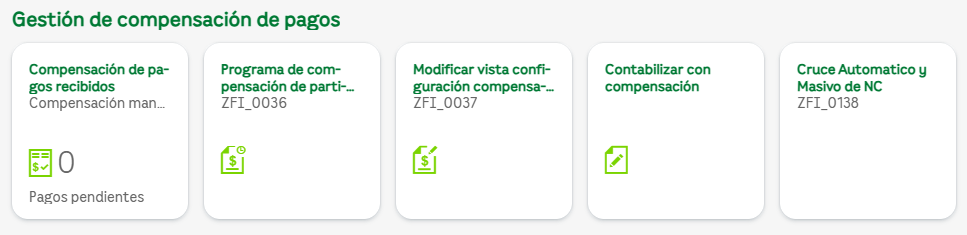 Gestión de compensación de pagos
Compensación de pa-
gos recibidos
Compensación man...
0
Pagos pendientes
Programa de com-
pensación de parti-...
ZFI_0036
Modificar vista confi-
guración compensa-...
ZFI_0037
Contabilizar con
compensación
Cruce Automatico y
Masivo de NC
ZFI_0138